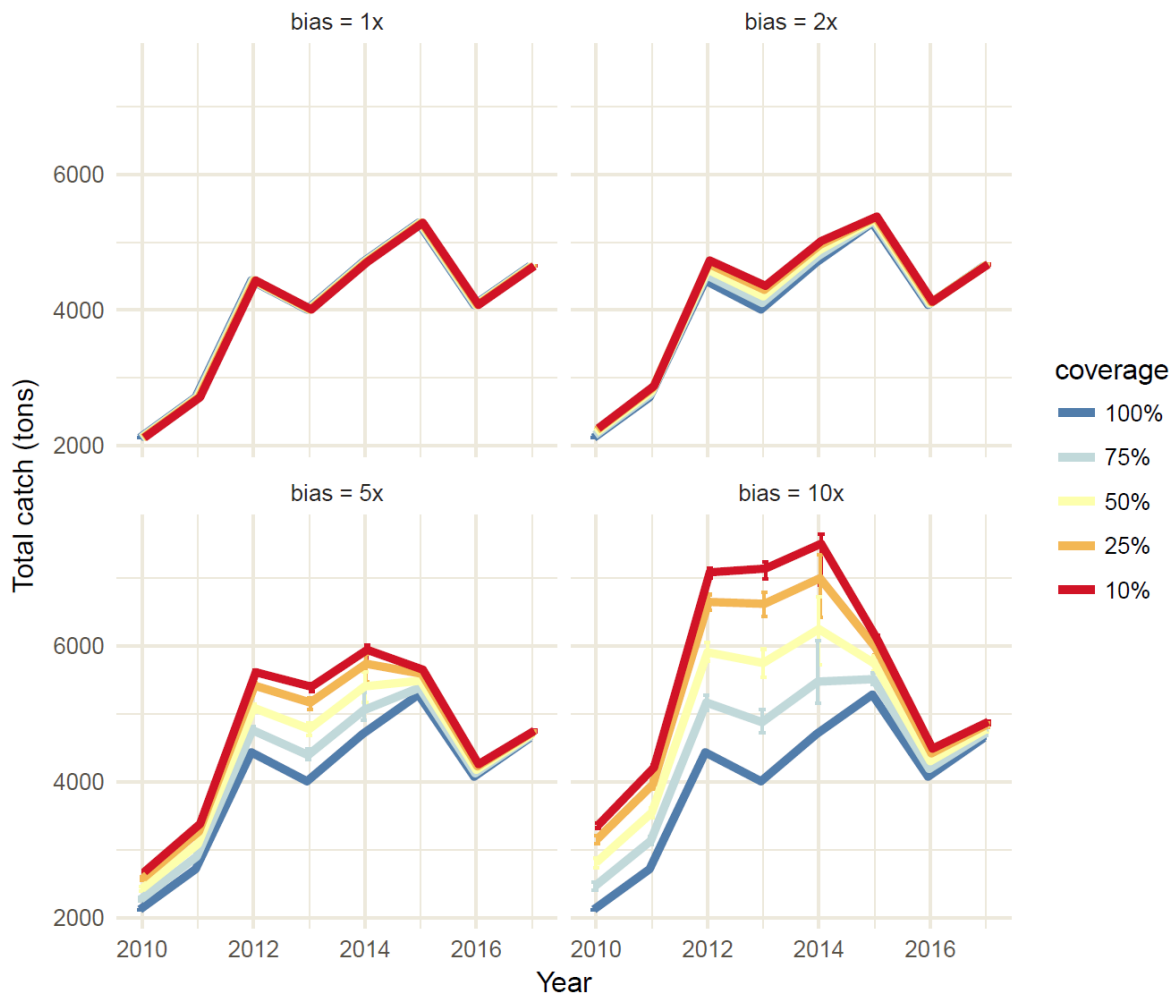 bias = 1x
bias = 2x
6000
4000
2000
bias = 5x
bias = 10x
6000
4000
2000
2010 2012 2014 2016
2010 2012 2014 2016
Year
Total catch (tons)
coverage
100%
75%
50%
25%
10%